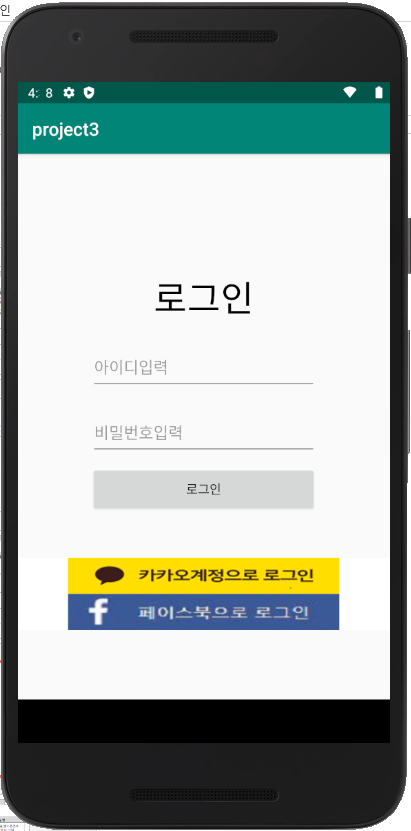 인
4: 8
project3
로그인
아이디입력
비밀번호입력
로그인
카카오계정으로 로그인
f 페이스북으로 로그인